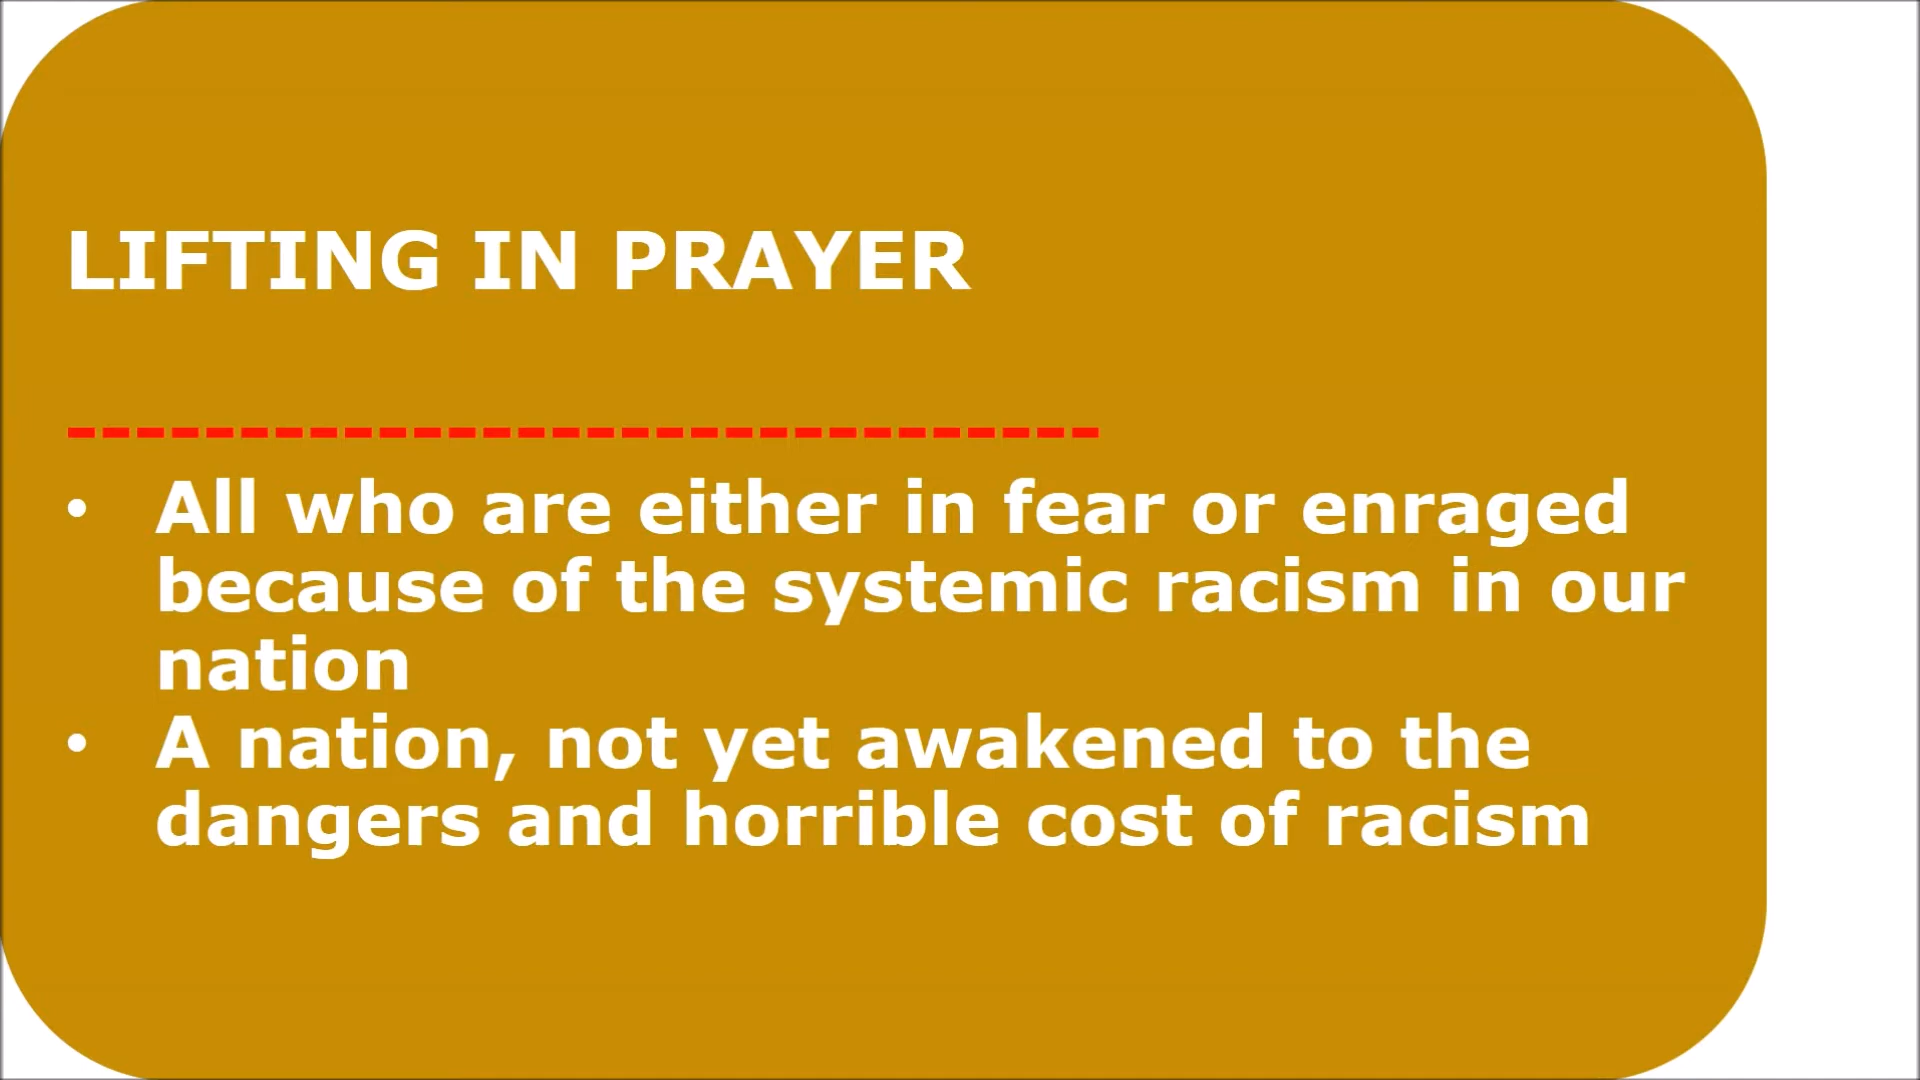 LIFTING IN PRAYER
------------------------------
• All who are either in fear or enraged
because of the systemic racism in our
nation
• A nation, not yet awakened to the
dangers and horrible cost of racism